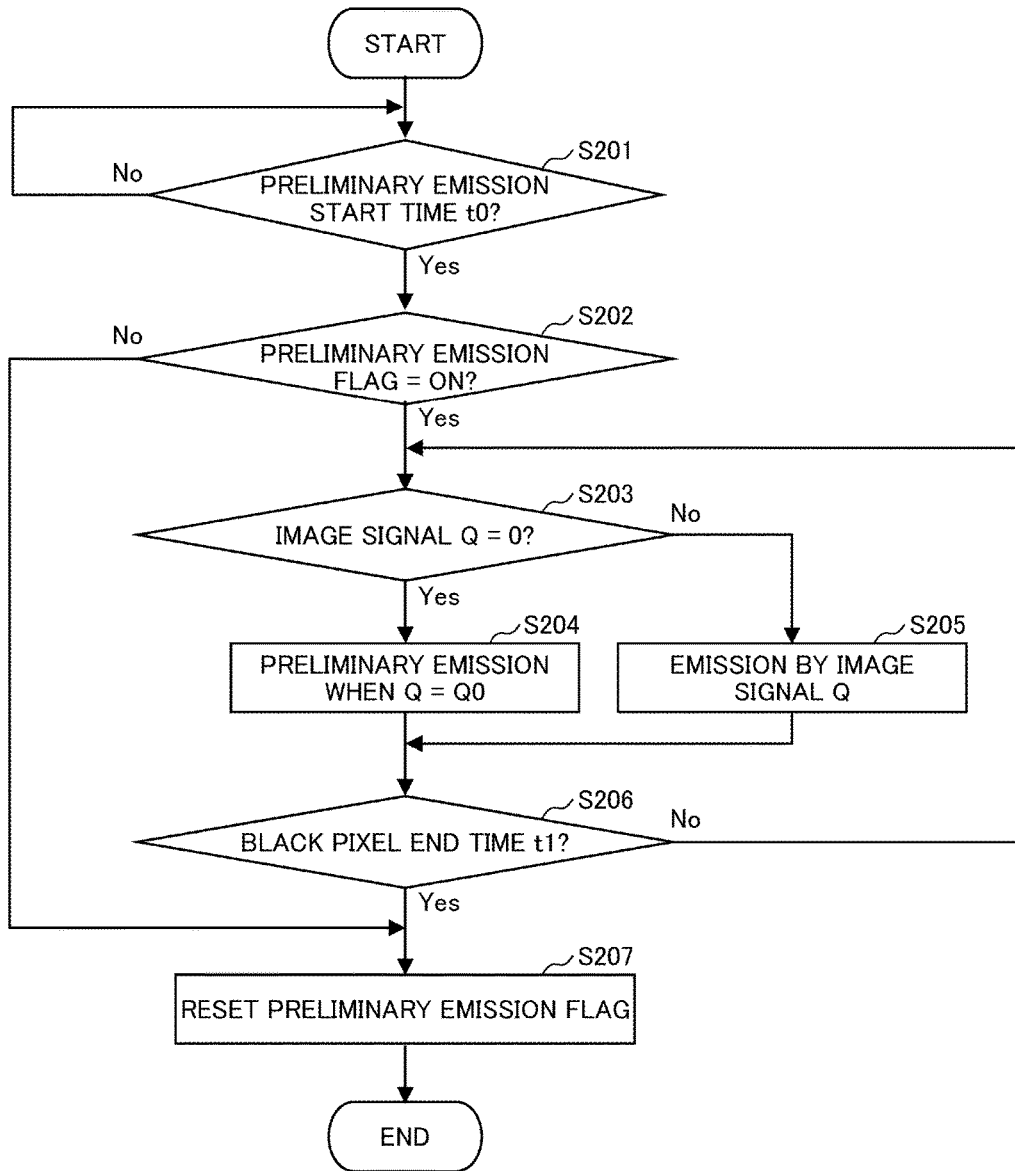 START
S201
No
PRELIMINARY EMISSION
START TIME t0?
Yes
S202
No
PRELIMINARY EMISSION
FLAG = ON?
Yes
S203
IMAGE SIGNAL Q = 0?
No
Yes
S204
S205
PRELIMINARY EMISSION
WHEN Q = Q0
EMISSION BY IMAGE
SIGNAL Q
S206
BLACK PIXEL END TIME t1?
No
Yes
S207
RESET PRELIMINARY EMISSION FLAG
END